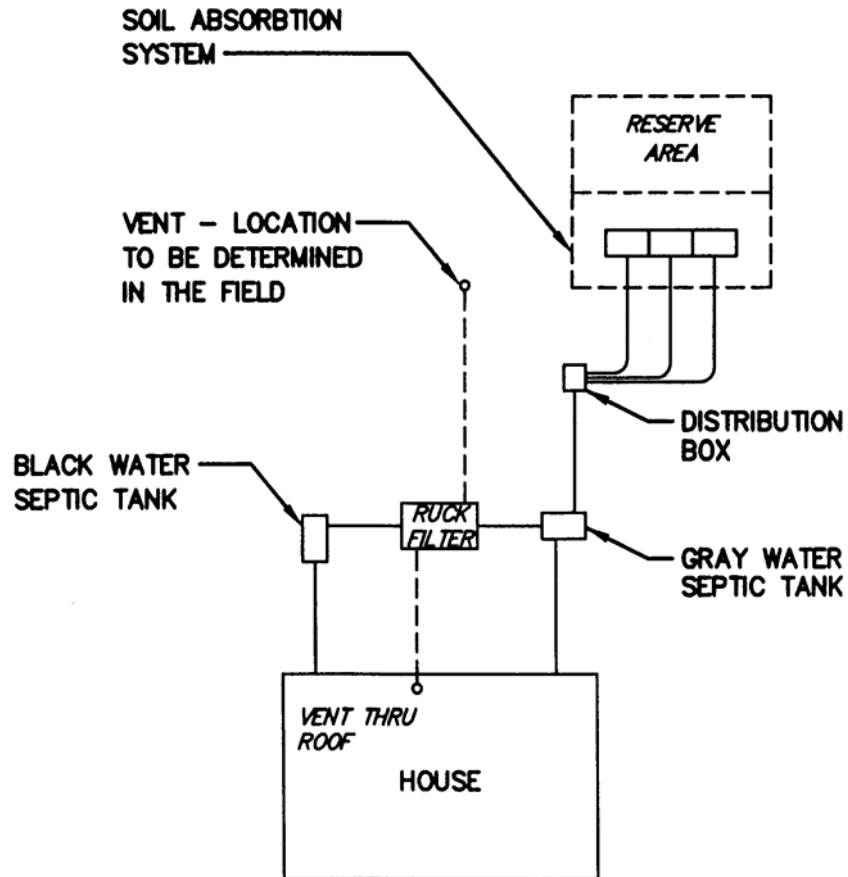 SOIL ABSORBTION
SYSTEM
RESERVE
AREA
VENT - LOCATION
TO BE DETERMINED
IN THE FIELD
DISTRIBUTION
BOX
BLACK WATER
SEPTIC TANK
RUCK
FILTER
GRAY WATER
SEPTIC TANK
VENT THRU
ROOF
HOUSE